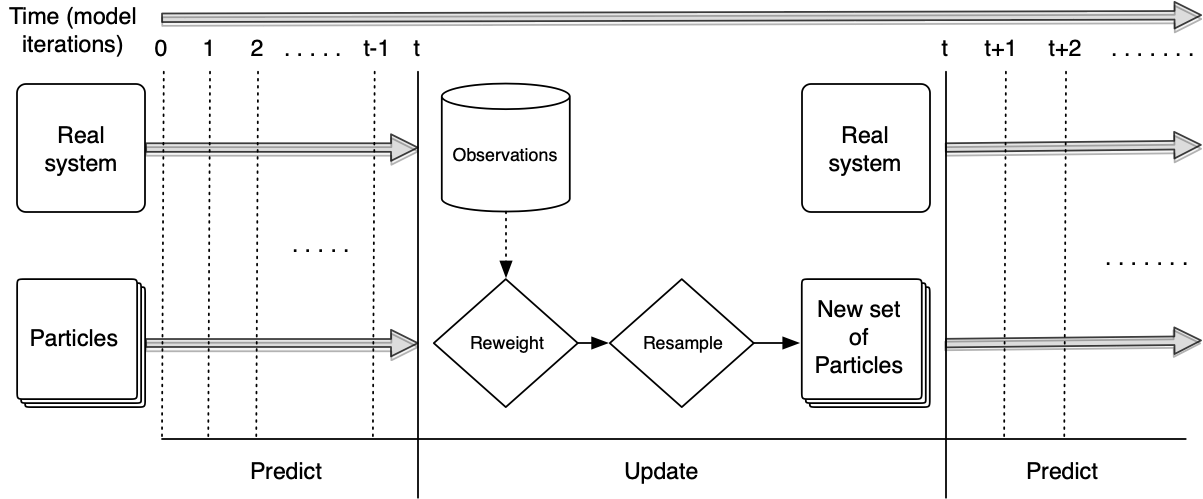 Time (model
iterations)
0 1 2 ..... t-1 t t t+1 t+2 .......
Real
system
Observations
Real
system
.....
.......
Particles
Reweight
Resample
New set
of
Particles
Predict
Update
Predict